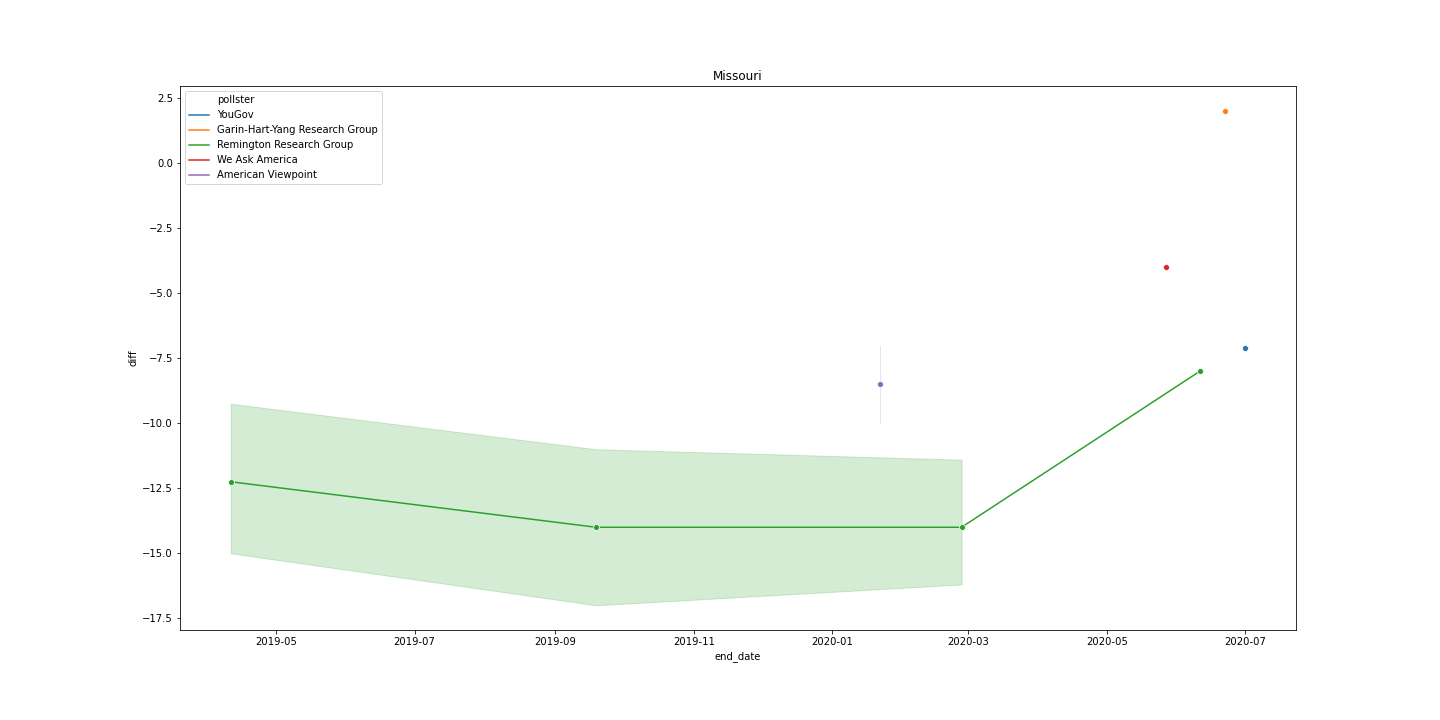 Missouri
pollster
YouGov
Garin-Hart-Yang Research Group
Remington Research Group
We Ask America
American Viewpoint
2.5
0.0
−2.5
−5.0
−7.5
−10.0
−12.5
−15.0
−17.5
diff
2019-05
2019-07
2019-09
2019-11
2020-01
2020-03
2020-05
2020-07
end_date